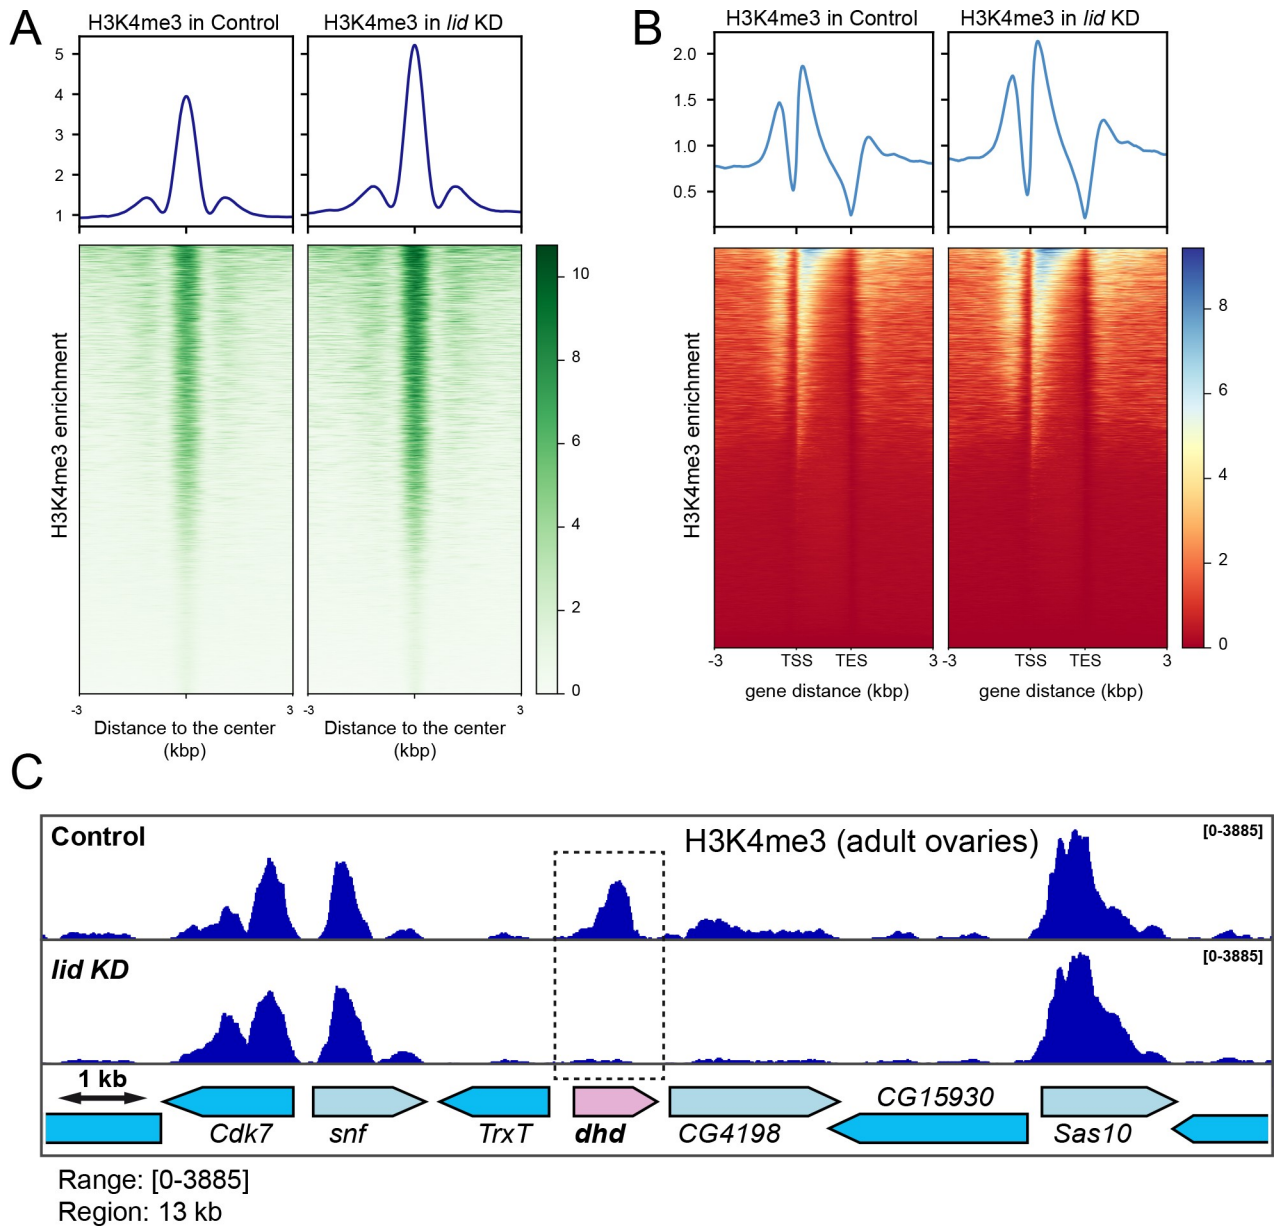 A
H3K4me3 in Control
H3K4me3 in lid KD
5
4
3
2
1
H3K4me3 enrichment
10
8
6
4
2
0
-3
3
-3
3
Distance to the center
(kbp)
Distance to the center
(kbp)
B
H3K4me3 in Control
H3K4me3 in lid KD
2.0
1.5
1.0
0.5
H3K4me3 enrichment
8
6
4
2
0
-3
TSS
TES
3
-3
TSS
TES
3
gene distance (kbp)
gene distance (kbp)
C
Control
H3K4me3 (adult ovaries)
[0-3885]
lid KD
[0-3885]
1 kb
CG15930
Cdk7
snf
TrxT
dhd
CG4198
Sas10
Range: [0-3885]
Region: 13 kb